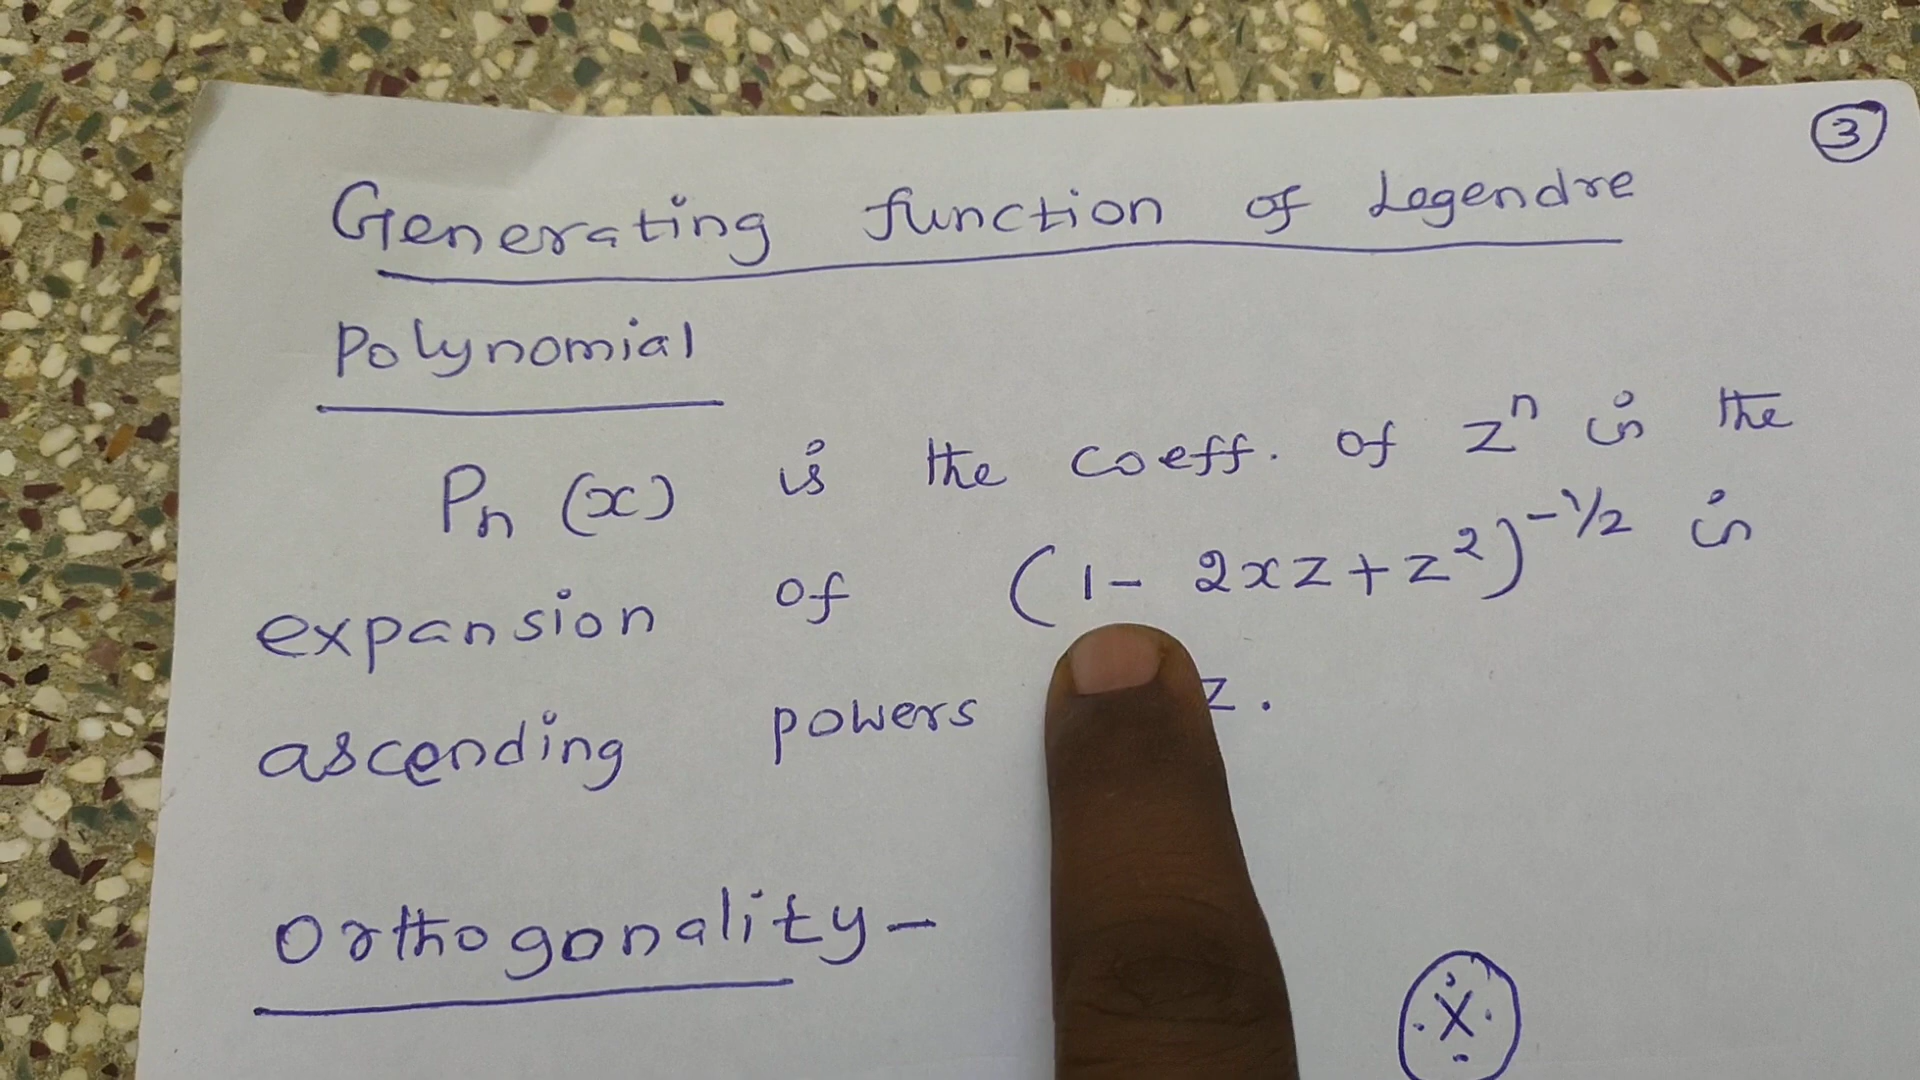 3
Generating function of Legendre
Polynomial
Pn (x) is the coeff. of zⁿ in the
expansion of (1 - 2xz + z²)^-1/2 in
ascending powers z.
Orthogonality -
X